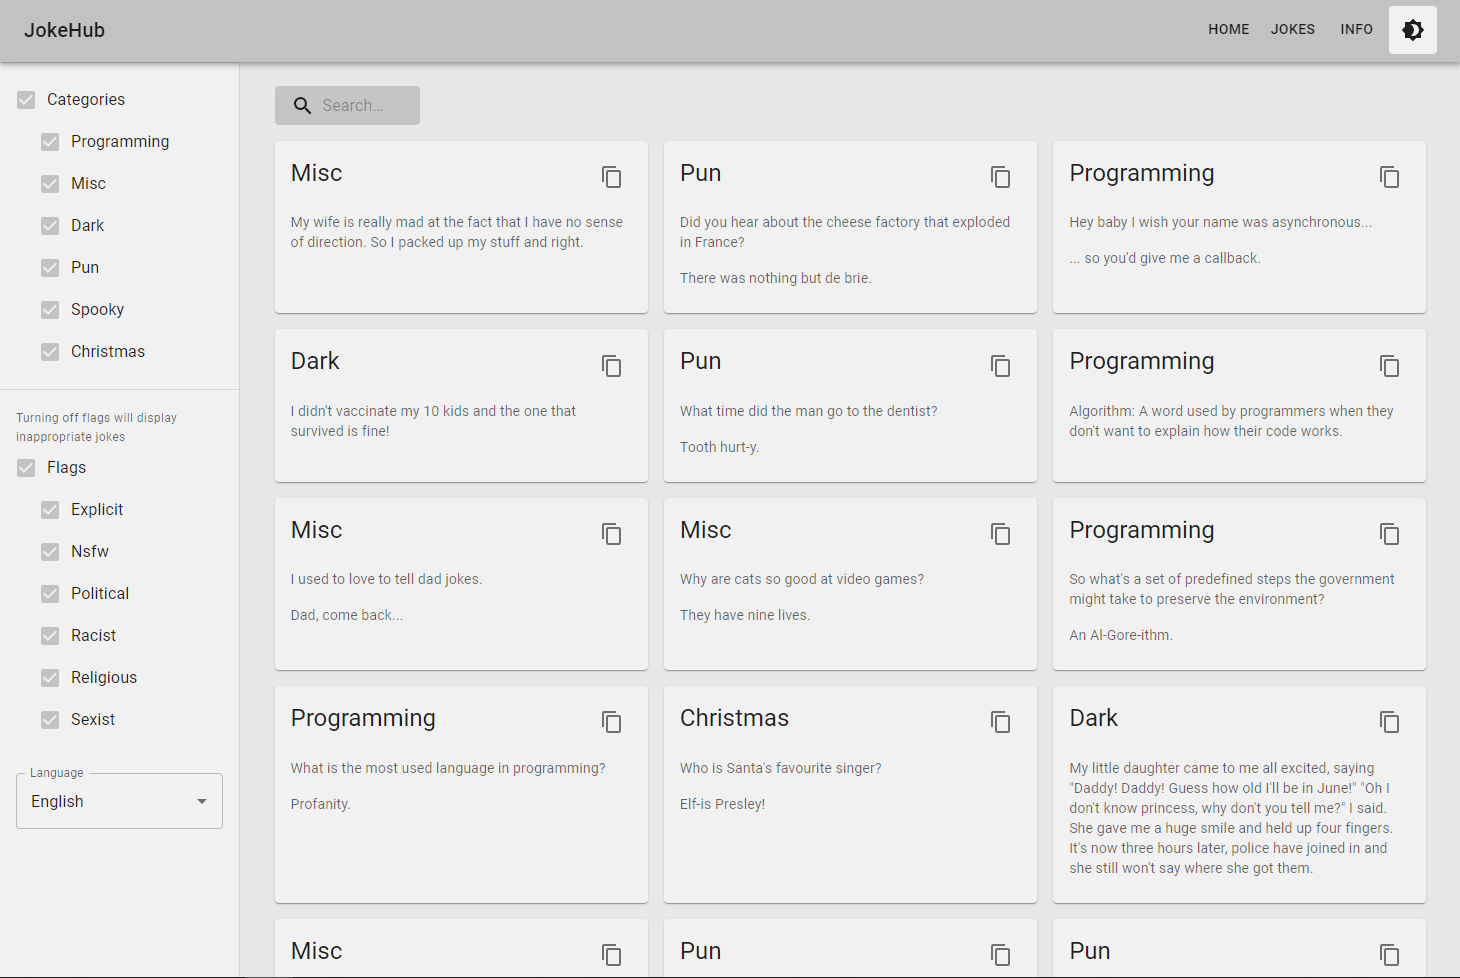 JokeHub
HOME JOKES INFO
Categories
Programming
Misc
Dark
Pun
Spooky
Christmas
Turning off flags will display
inappropriate jokes
Flags
Explicit
Nsfw
Political
Racist
Religious
Sexist
Language
English
Search...
Misc
My wife is really mad at the fact that I have no sense
of direction. So I packed up my stuff and right.
Pun
Did you hear about the cheese factory that exploded
in France?
There was nothing but de brie.
Programming
Hey baby I wish your name was asynchronous...
... so you'd give me a callback.
Dark
I didn't vaccinate my 10 kids and the one that
survived is fine!
Pun
What time did the man go to the dentist?
Tooth hurt-y.
Programming
Algorithm: A word used by programmers when they
don't want to explain how their code works.
Misc
I used to love to tell dad jokes.
Dad, come back...
Misc
Why are cats so good at video games?
They have nine lives.
Programming
So what's a set of predefined steps the government
might take to preserve the environment?
An Al-Gore-ithm.
Programming
What is the most used language in programming?
Profanity.
Christmas
Who is Santa's favourite singer?
Elf-is Presley!
Dark
My little daughter came to me all excited, saying
"Daddy! Daddy! Guess how old I'll be in June!" "Oh I
don't know princess, why don't you tell me?" I said.
She gave me a huge smile and held up four fingers.
It's now three hours later, police have joined in and
she still won't say where she got them.
Misc
Pun
Pun